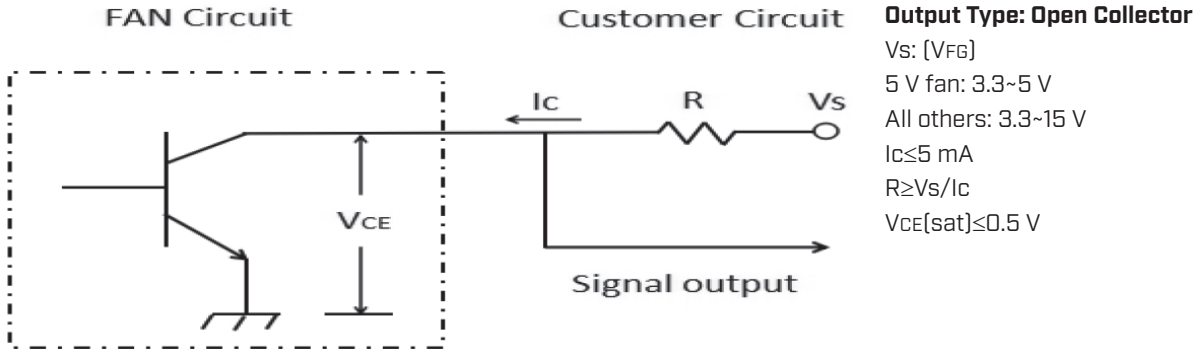 FAN Circuit
Customer Circuit
Ic
R
Vs
VCE
Signal output
Output Type: Open Collector
Vs: (VFG)
5 V fan: 3.3~5 V
All others: 3.3~15 V
Ic≤5 mA
R≥Vs/Ic
VCE(sat)≤0.5 V